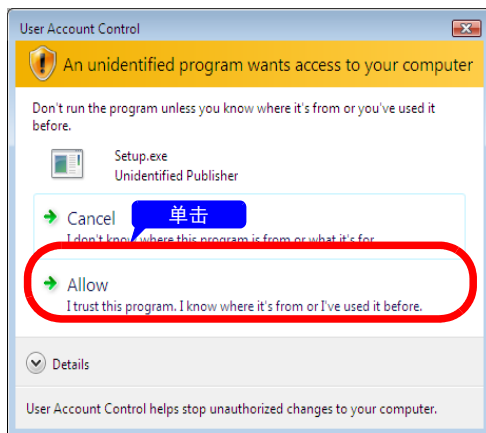 User Account Control
An unidentified program wants access to your computer
Don't run the program unless you know where it's from or you've used it
before.
Setup.exe
Unidentified Publisher
Cancel
单击
I don't know where this program is from or what it's for
Allow
I trust this program. I know where it's from or I've used it before.
Details
User Account Control helps stop unauthorized changes to your computer.